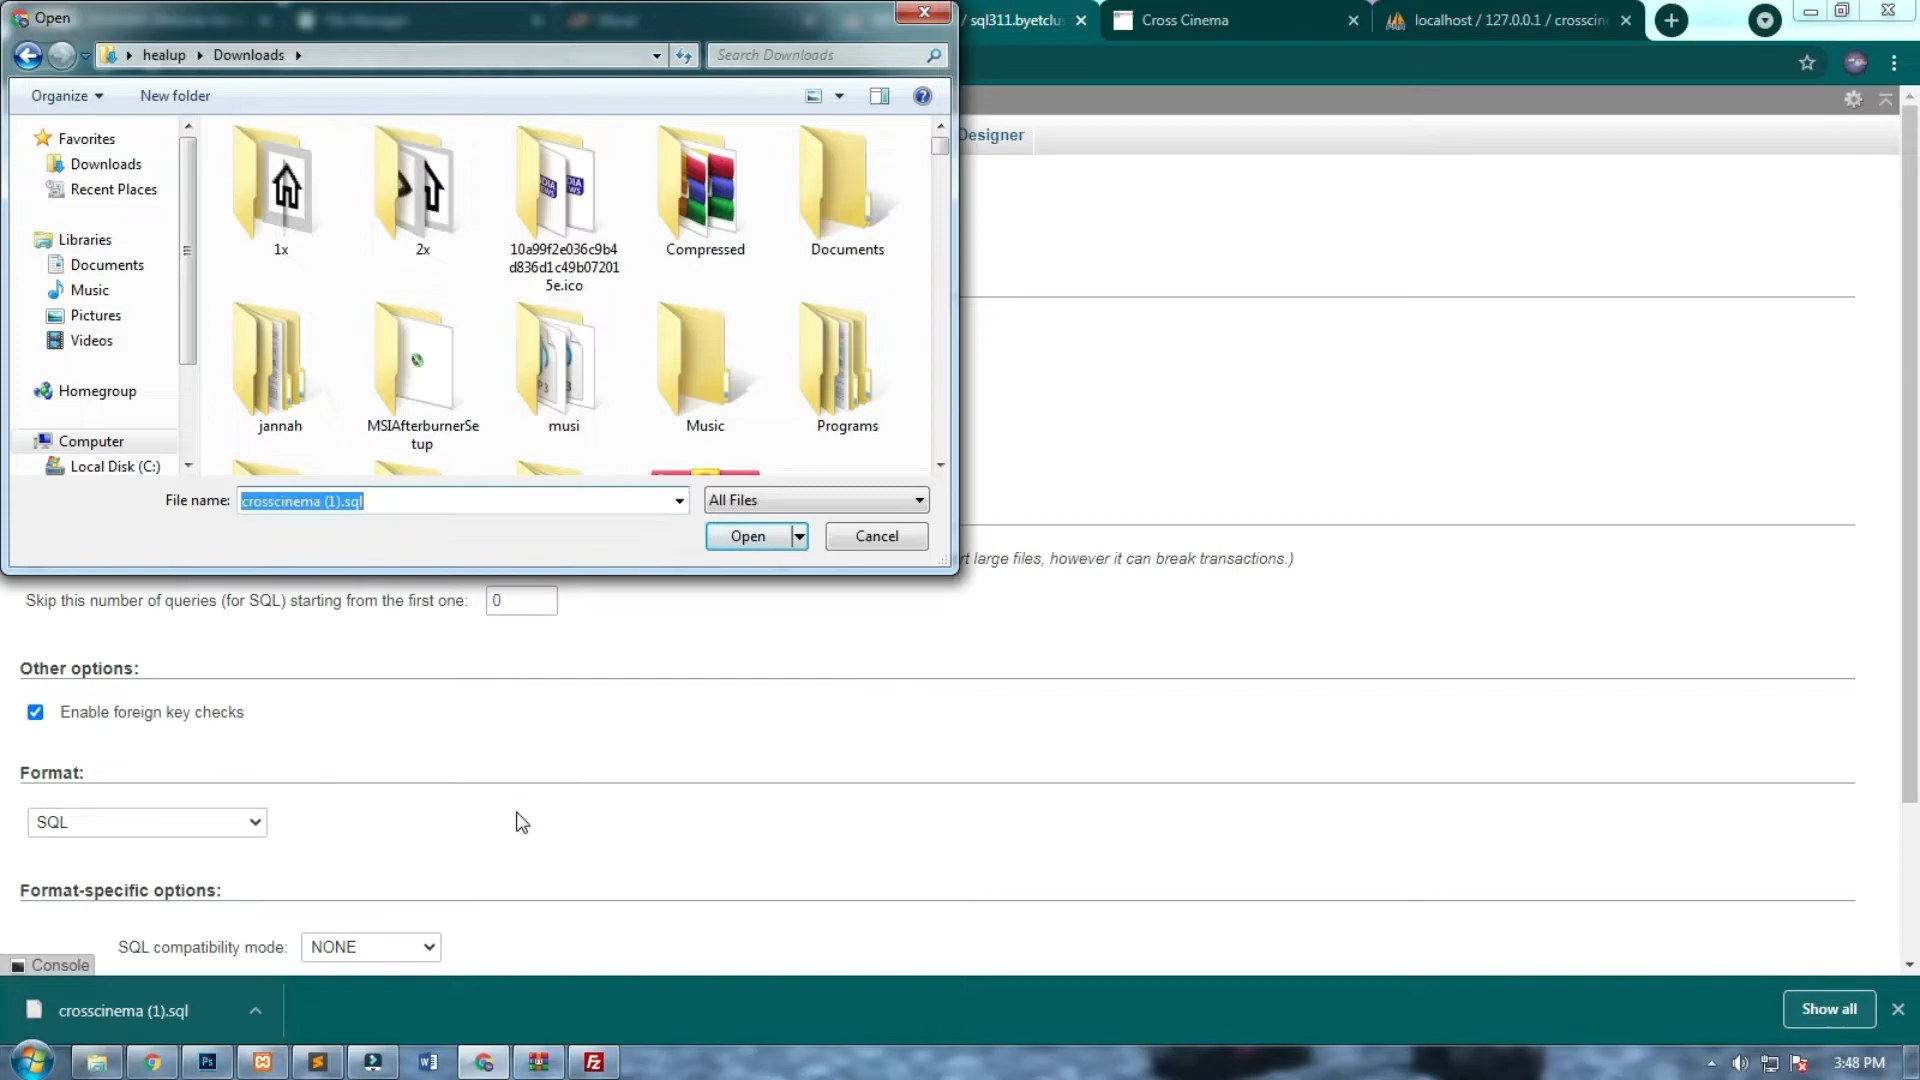 Open
/ sql311.byetclus
Cross Cinema
localhost / 127.0.0.1 / crosscin
healup
Downloads
Search Downloads
Organize
New folder
Designer
Favorites
Downloads
Recent Places
Libraries
Documents
Music
Pictures
Videos
Homegroup
Computer
Local Disk (C:)
1x
2x
10a99f2e036c9b4
d836d1c49b07201
5e.ico
Compressed
Documents
jannah
MSIAfterburnerSe
tup
musi
Music
Programs
File name:
crosscinema (1).sql
All Files
Open
Cancel
rt large files, however it can break transactions.)
Skip this number of queries (for SQL) starting from the first one:
0
Other options:
Enable foreign key checks
Format:
SQL
Format-specific options:
SQL compatibility mode:
NONE
Console
crosscinema (1).sql
Show all
3:48 PM